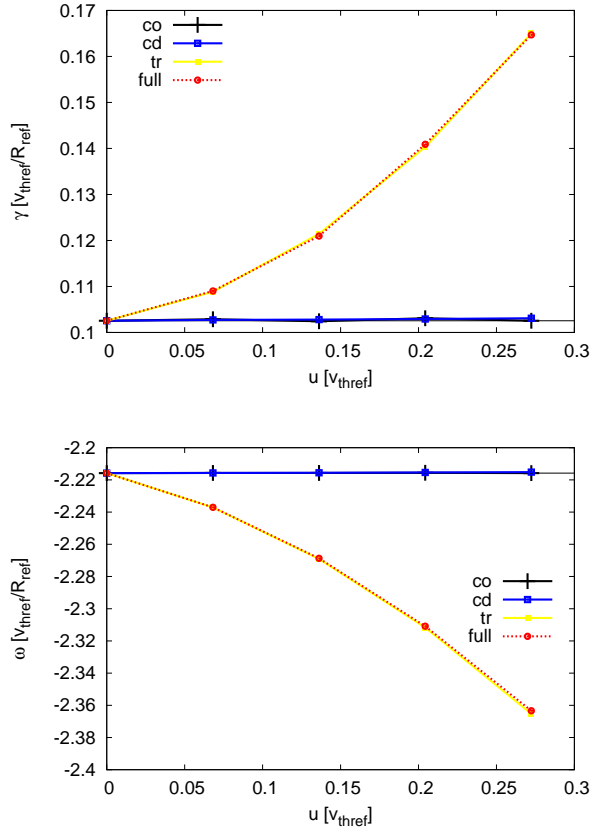 0.17
0.16
0.15
0.14
0.13
0.12
0.11
0.1
γ [v_thref/R_ref]
co
cd
tr
full
0 0.05 0.1 0.15 0.2 0.25 0.3
u [v_thref]
-2.2
-2.22
-2.24
-2.26
-2.28
-2.3
-2.32
-2.34
-2.36
-2.38
-2.4
ω [v_thref/R_ref]
co
cd
tr
full
0 0.05 0.1 0.15 0.2 0.25 0.3
u [v_thref]